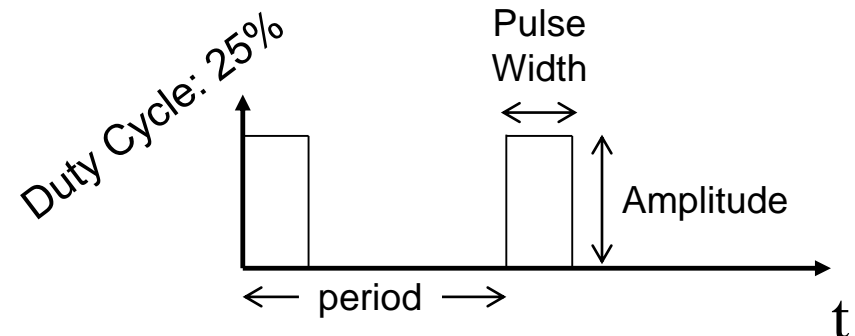 Duty Cycle: 25%
Pulse
Width
Amplitude
period
t